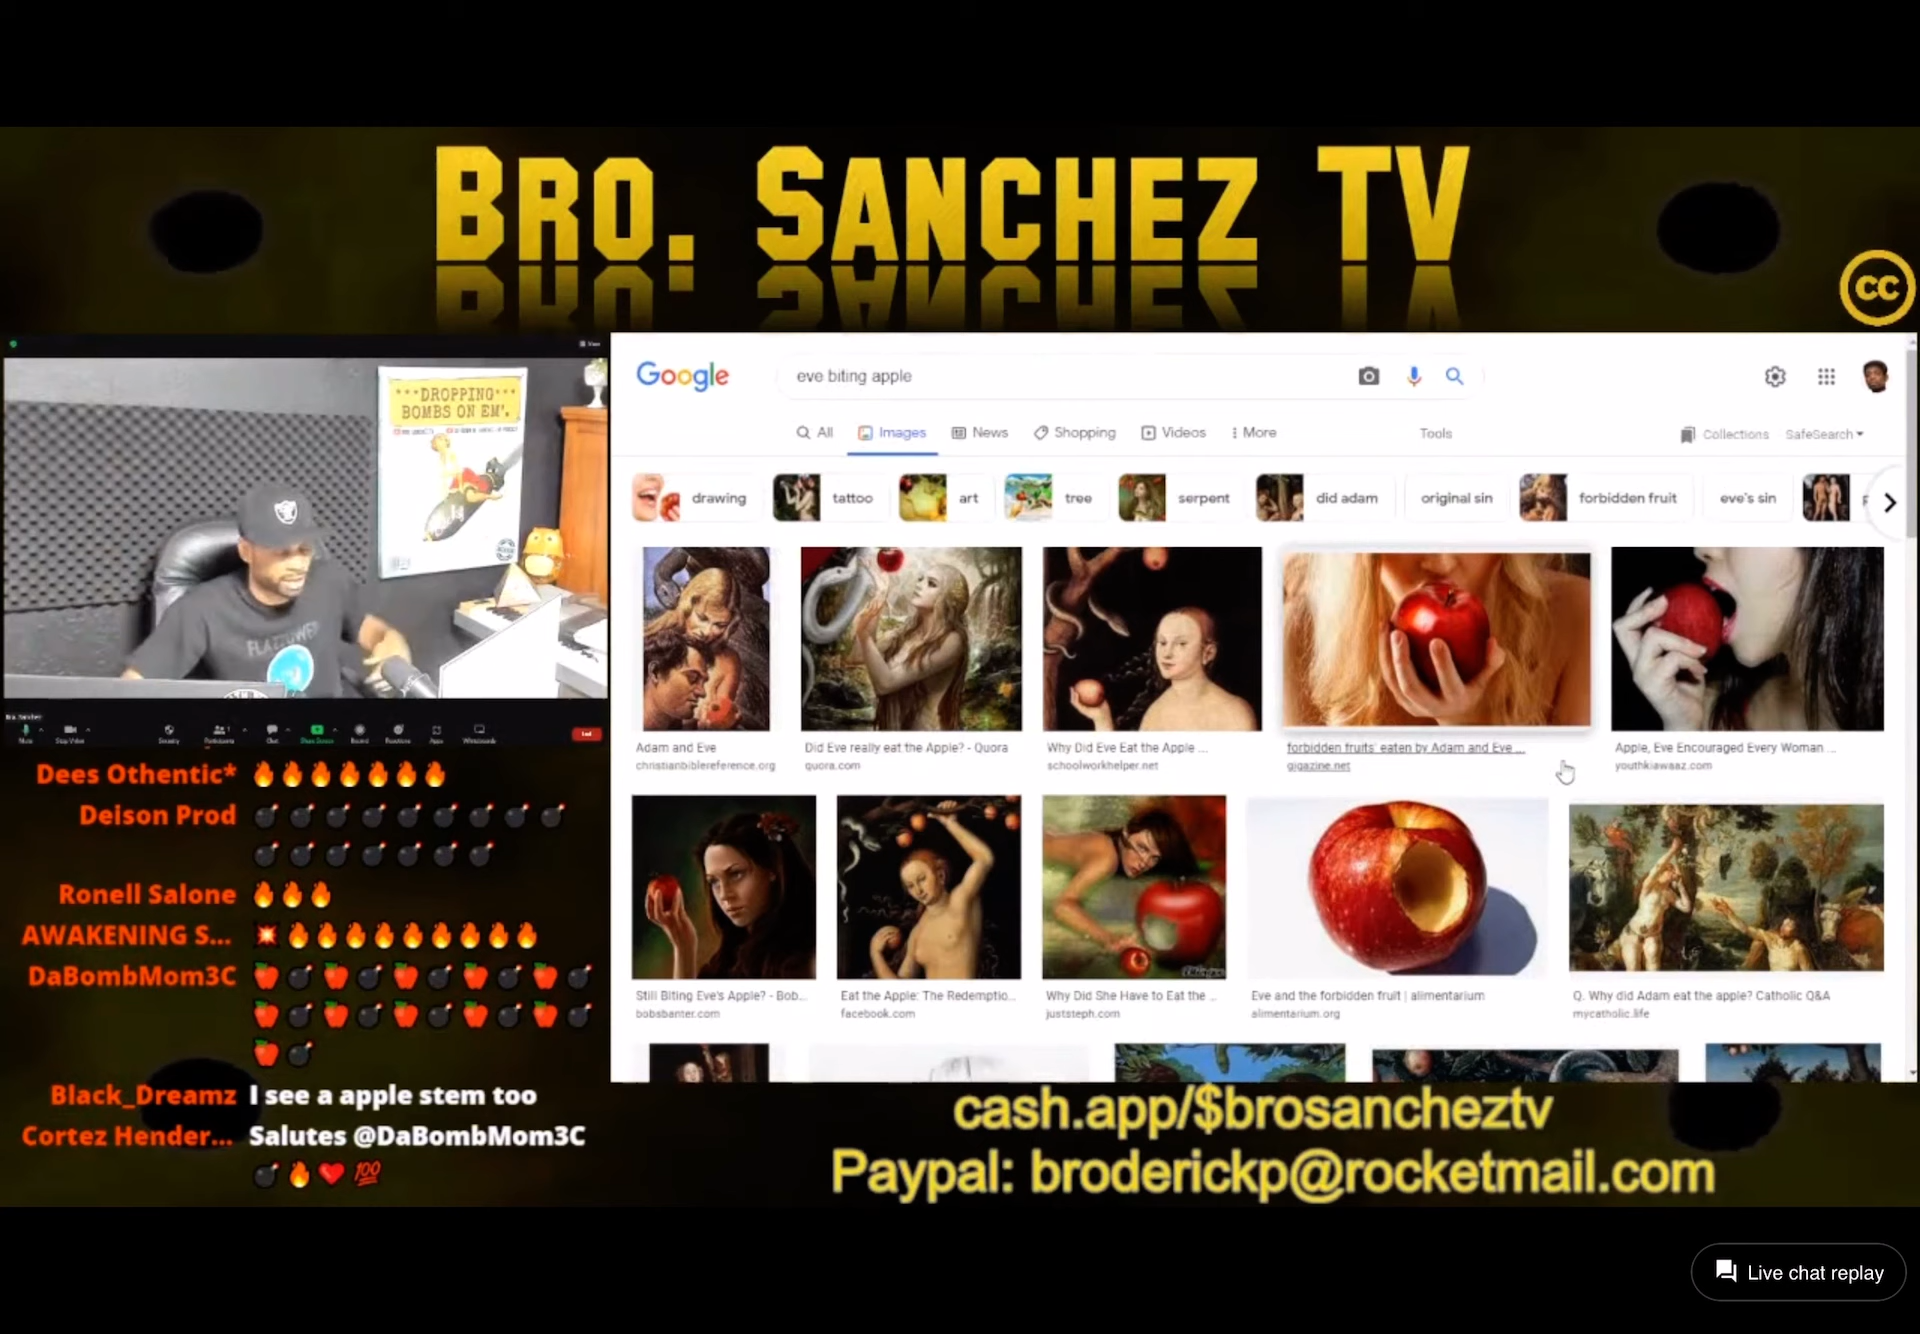 BRO. SANCHEZ TV
CC
View
***DROPPING***
BOMBS ON EM'.
Google
eve biting apple
All
Images
News
Shopping
Videos
More
Tools
Collections
SafeSearch
drawing
tattoo
art
tree
serpent
did adam
original sin
forbidden fruit
eve's sin
Adam and Eve
christianbiblereference.org
Did Eve really eat the Apple? - Quora
quora.com
Why Did Eve Eat the Apple ...
schoolworkhelper.net
forbidden fruits' eaten by Adam and Eve ...
gigazine.net
Apple, Eve Encouraged Every Woman ...
youthkiawaaz.com
Still Biting Eve's Apple? - Bob...
bobsbanter.com
Eat the Apple: The Redemptio...
facebook.com
Why Did She Have to Eat the ...
juststeph.com
Eve and the forbidden fruit | alimentarium
alimentarium.org
Q. Why did Adam eat the apple? Catholic Q&A
mycatholic.life
Dees Othentic* 🔥🔥🔥🔥🔥🔥🔥
Deison Prod 💣💣💣💣💣💣💣💣💣
💣💣💣💣💣💣💣
Ronell Salone 🔥🔥🔥
AWAKENING S... 💥🔥🔥🔥🔥🔥🔥🔥🔥🔥
DaBombMom3C 🍎💣🍎💣🍎💣🍎💣🍎💣
🍎💣🍎💣🍎💣🍎💣🍎💣
🍎💣
Black_Dreamz I see a apple stem too
Cortez Hender... Salutes @DaBombMom3C
💣🔥❤️💯
cash.app/$brosancheztv
Paypal: broderickp@rocketmail.com
Live chat replay